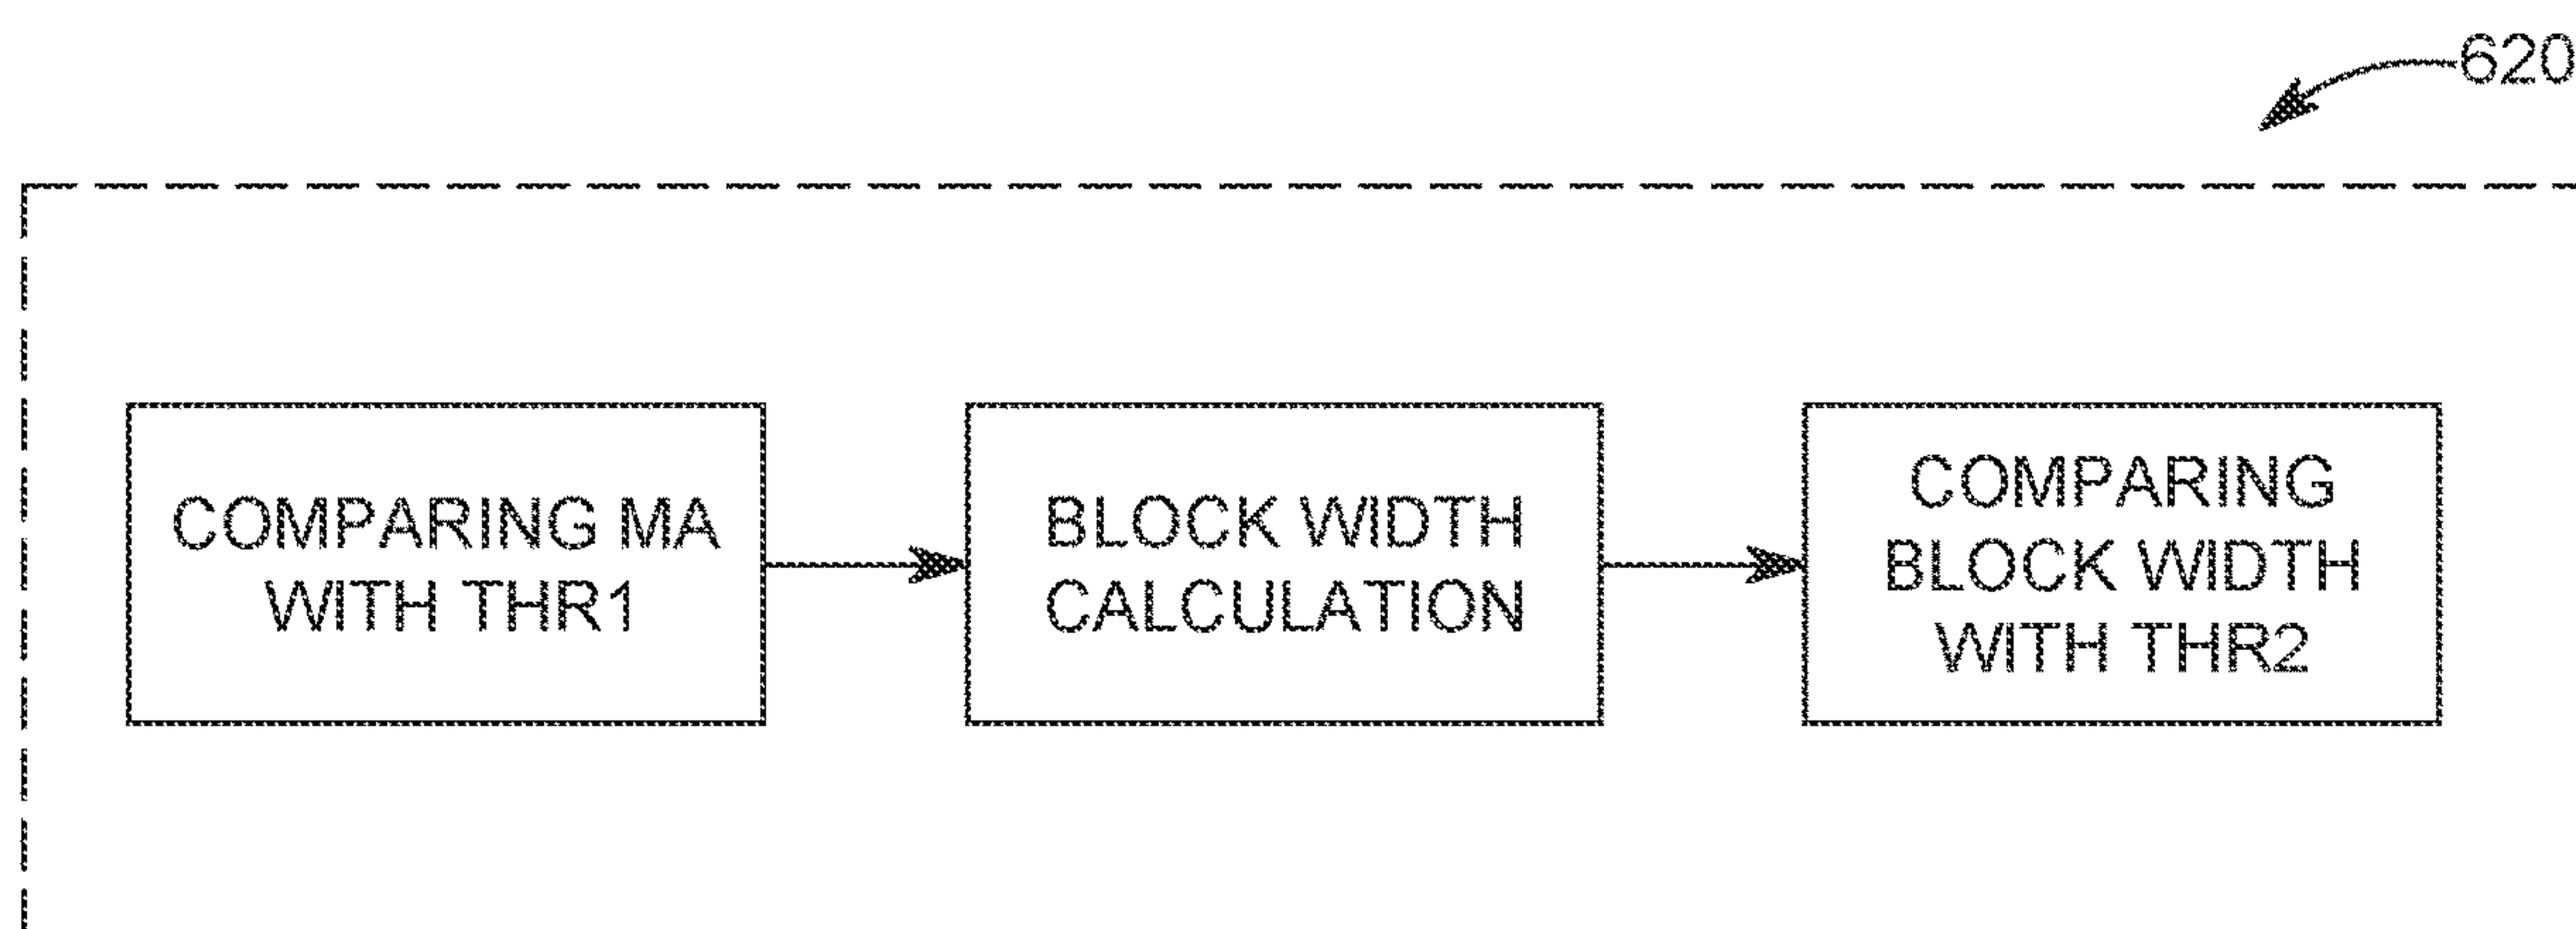 620
COMPARING MA
WITH THR1
BLOCK WIDTH
CALCULATION
COMPARING
BLOCK WIDTH
WITH THR2